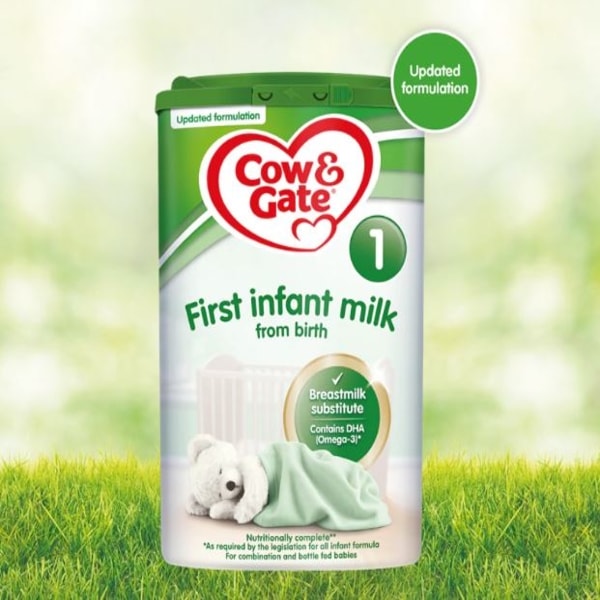 Updated
formulation
Updated formulation
Cow &
Gate®
1
First infant milk
from birth
✓
Breastmilk
substitute
Contains DHA
(Omega-3)*
Nutritionally complete**
*As required by the legislation for all infant formula
For combination and bottle fed babies